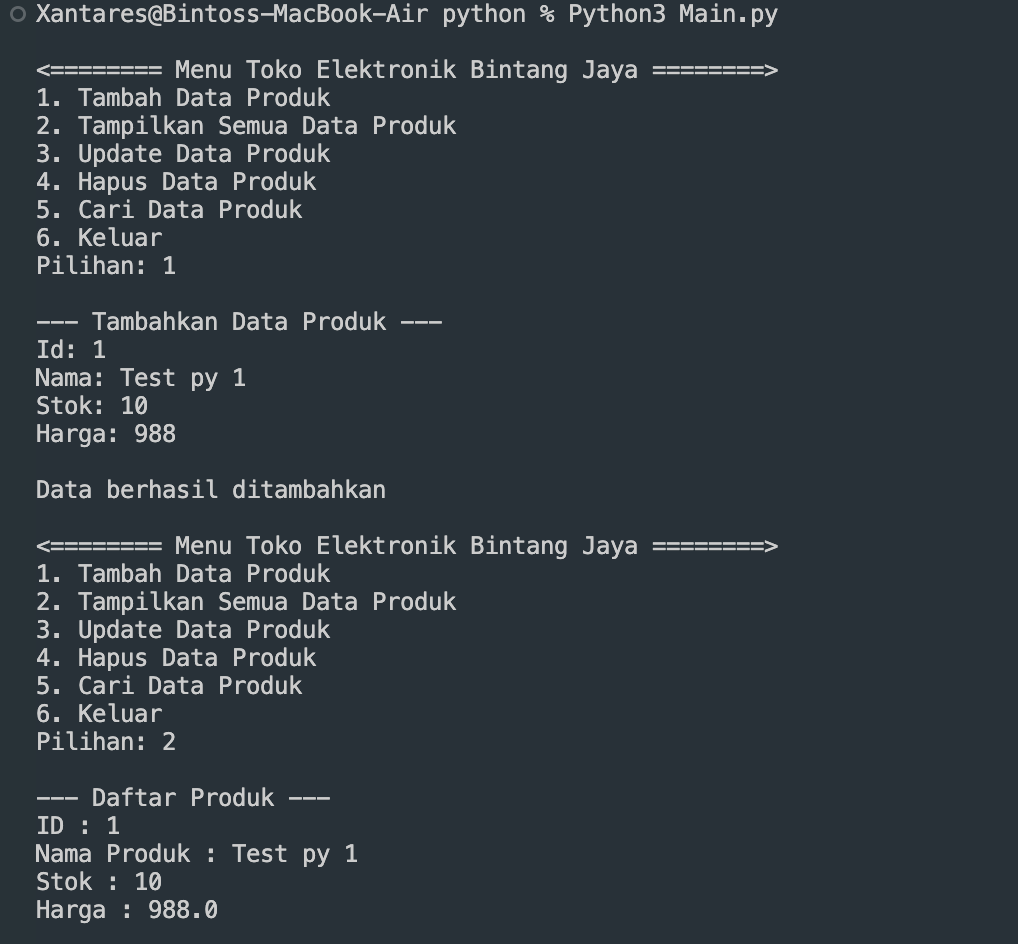 Xantares@Bintoss-MacBook-Air python % Python3 Main.py
<======== Menu Toko Elektronik Bintang Jaya ========>
1. Tambah Data Produk
2. Tampilkan Semua Data Produk
3. Update Data Produk
4. Hapus Data Produk
5. Cari Data Produk
6. Keluar
Pilihan: 1
--- Tambahkan Data Produk ---
Id: 1
Nama: Test py 1
Stok: 10
Harga: 988
Data berhasil ditambahkan
<======== Menu Toko Elektronik Bintang Jaya ========>
1. Tambah Data Produk
2. Tampilkan Semua Data Produk
3. Update Data Produk
4. Hapus Data Produk
5. Cari Data Produk
6. Keluar
Pilihan: 2
--- Daftar Produk ---
ID : 1
Nama Produk : Test py 1
Stok : 10
Harga : 988.0